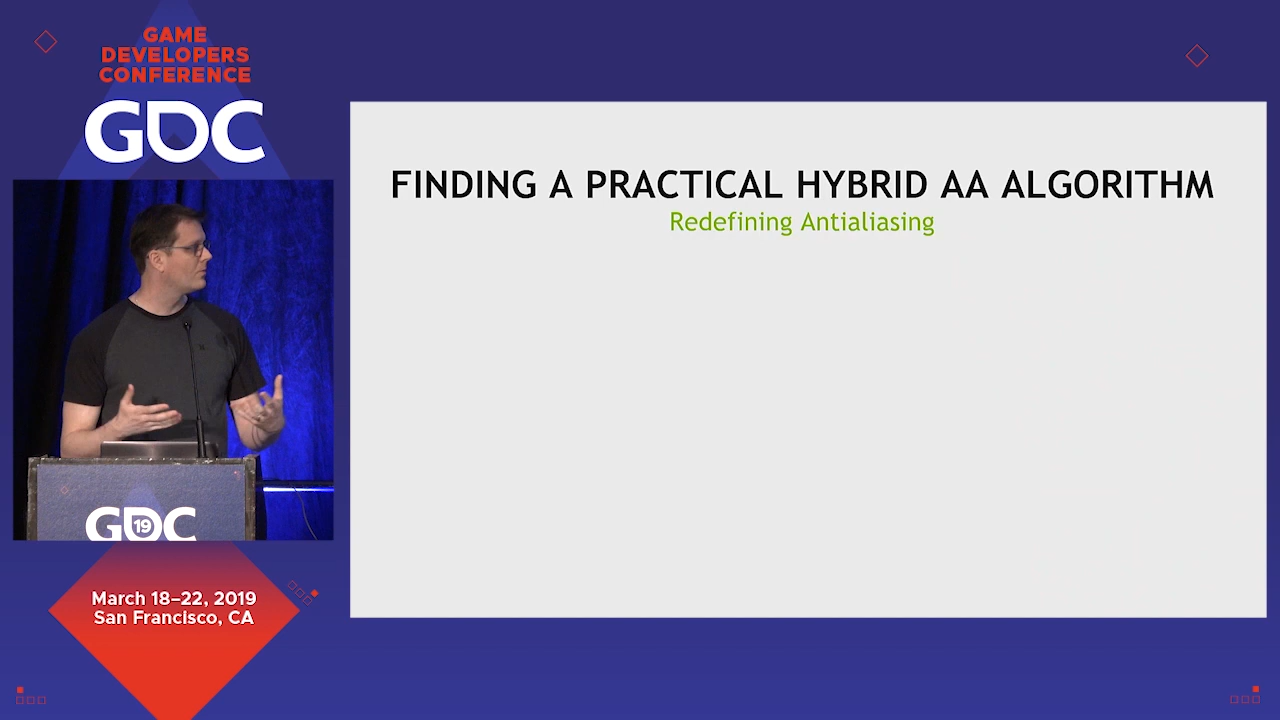 GAME
DEVELOPERS
CONFERENCE
GDC
FINDING A PRACTICAL HYBRID AA ALGORITHM
Redefining Antialiasing
GDC
19
March 18–22, 2019
San Francisco, CA